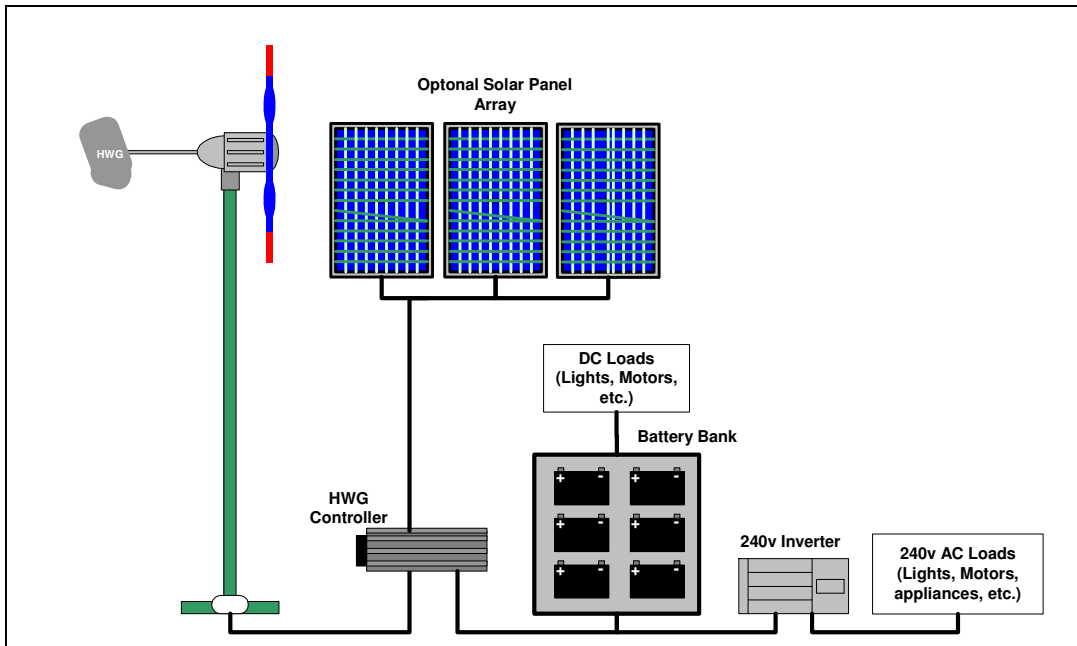 Optonal Solar Panel
Array
HWG
DC Loads
(Lights, Motors,
etc.)
Battery Bank
HWG
Controller
+ - + -
+ - + -
+ - + -
240v Inverter
240v AC Loads
(Lights, Motors,
appliances, etc.)